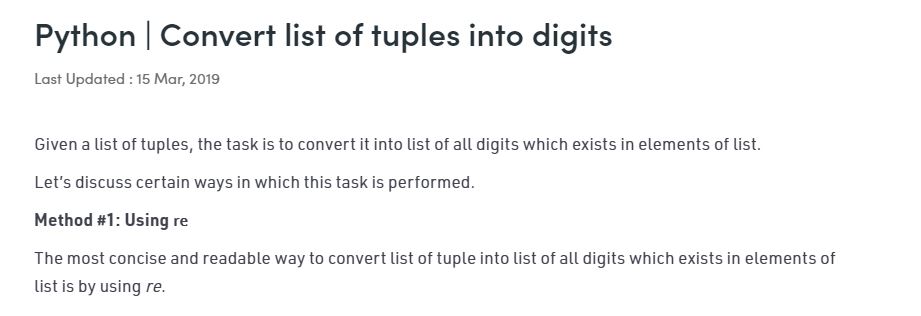 Python | Convert list of tuples into digits
Last Updated : 15 Mar, 2019
Given a list of tuples, the task is to convert it into list of all digits which exists in elements of list.
Let's discuss certain ways in which this task is performed.
Method #1: Using re
The most concise and readable way to convert list of tuple into list of all digits which exists in elements of
list is by using re.